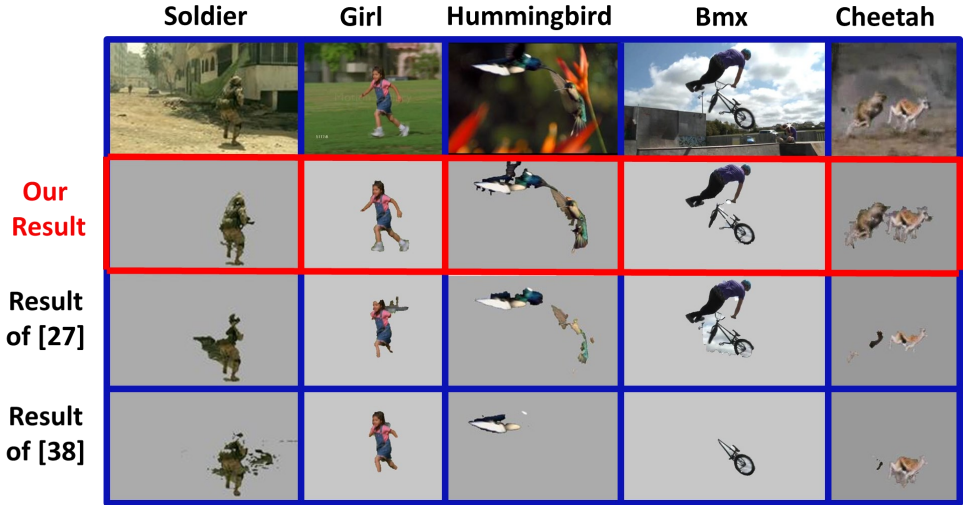 Soldier Girl Hummingbird Bmx Cheetah
Our
Result
Result
of [27]
Result
of [38]